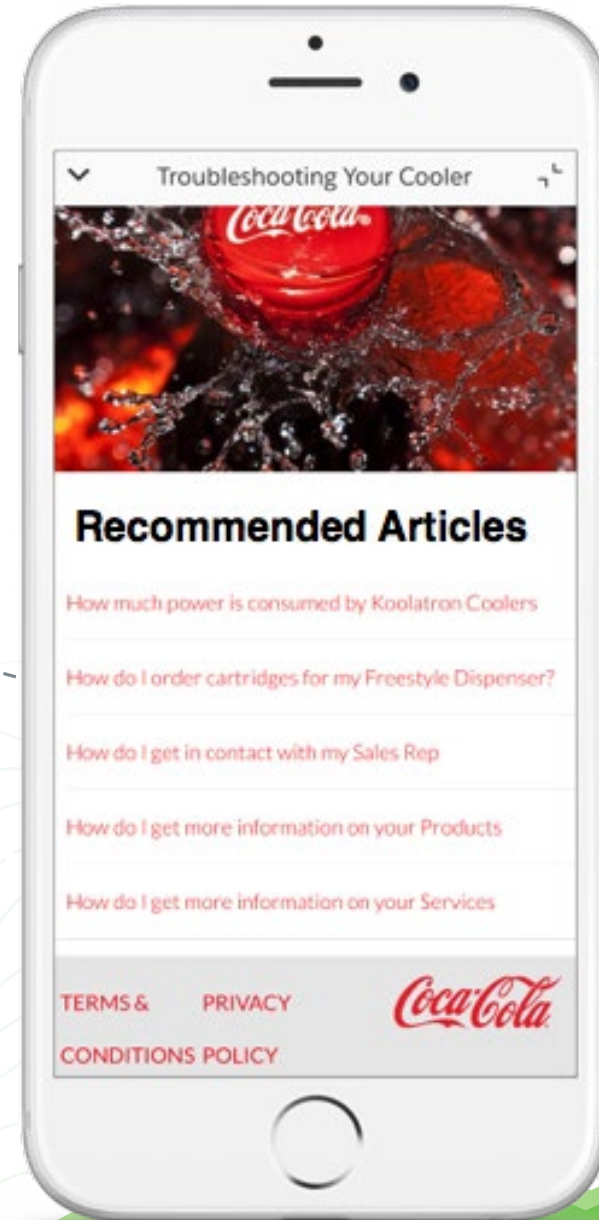 Troubleshooting Your Cooler
Coca-Cola
Recommended Articles
How much power is consumed by Koolatron Coolers
How do I order cartridges for my Freestyle Dispenser?
How do I get in contact with my Sales Rep
How do I get more information on your Products
How do I get more information on your Services
TERMS & CONDITIONS
PRIVACY POLICY
Coca-Cola